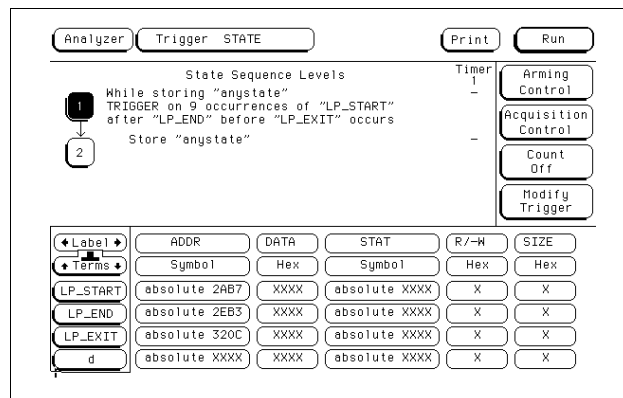 Analyzer Trigger STATE Print Run
State Sequence Levels Timer 1
Arming Control
While storing "anystate" –
1 TRIGGER on 9 occurrences of "LP_START"
after "LP_END" before "LP_EXIT" occurs
Acquisition Control
2 Store "anystate" –
Count Off
Modify Trigger
Label ADDR DATA STAT R/-W SIZE
Terms Symbol Hex Symbol Hex Hex
LP_START absolute 2AB7 XXXX absolute XXXX X X
LP_END absolute 2EB3 XXXX absolute XXXX X X
LP_EXIT absolute 320C XXXX absolute XXXX X X
d absolute XXXX XXXX absolute XXXX X X